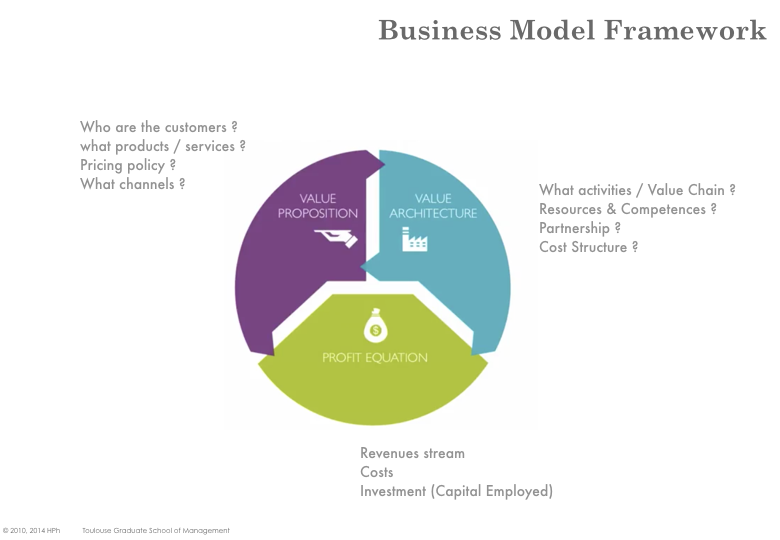 Business Model Framework
Who are the customers ?
what products / services ?
Pricing policy ?
What channels ?
VALUE
PROPOSITION
VALUE
ARCHITECTURE
What activities / Value Chain ?
Resources & Competences ?
Partnership ?
Cost Structure ?
$
PROFIT EQUATION
Revenues stream
Costs
Investment (Capital Employed)
© 2010, 2014 HPh Toulouse Graduate School of Management